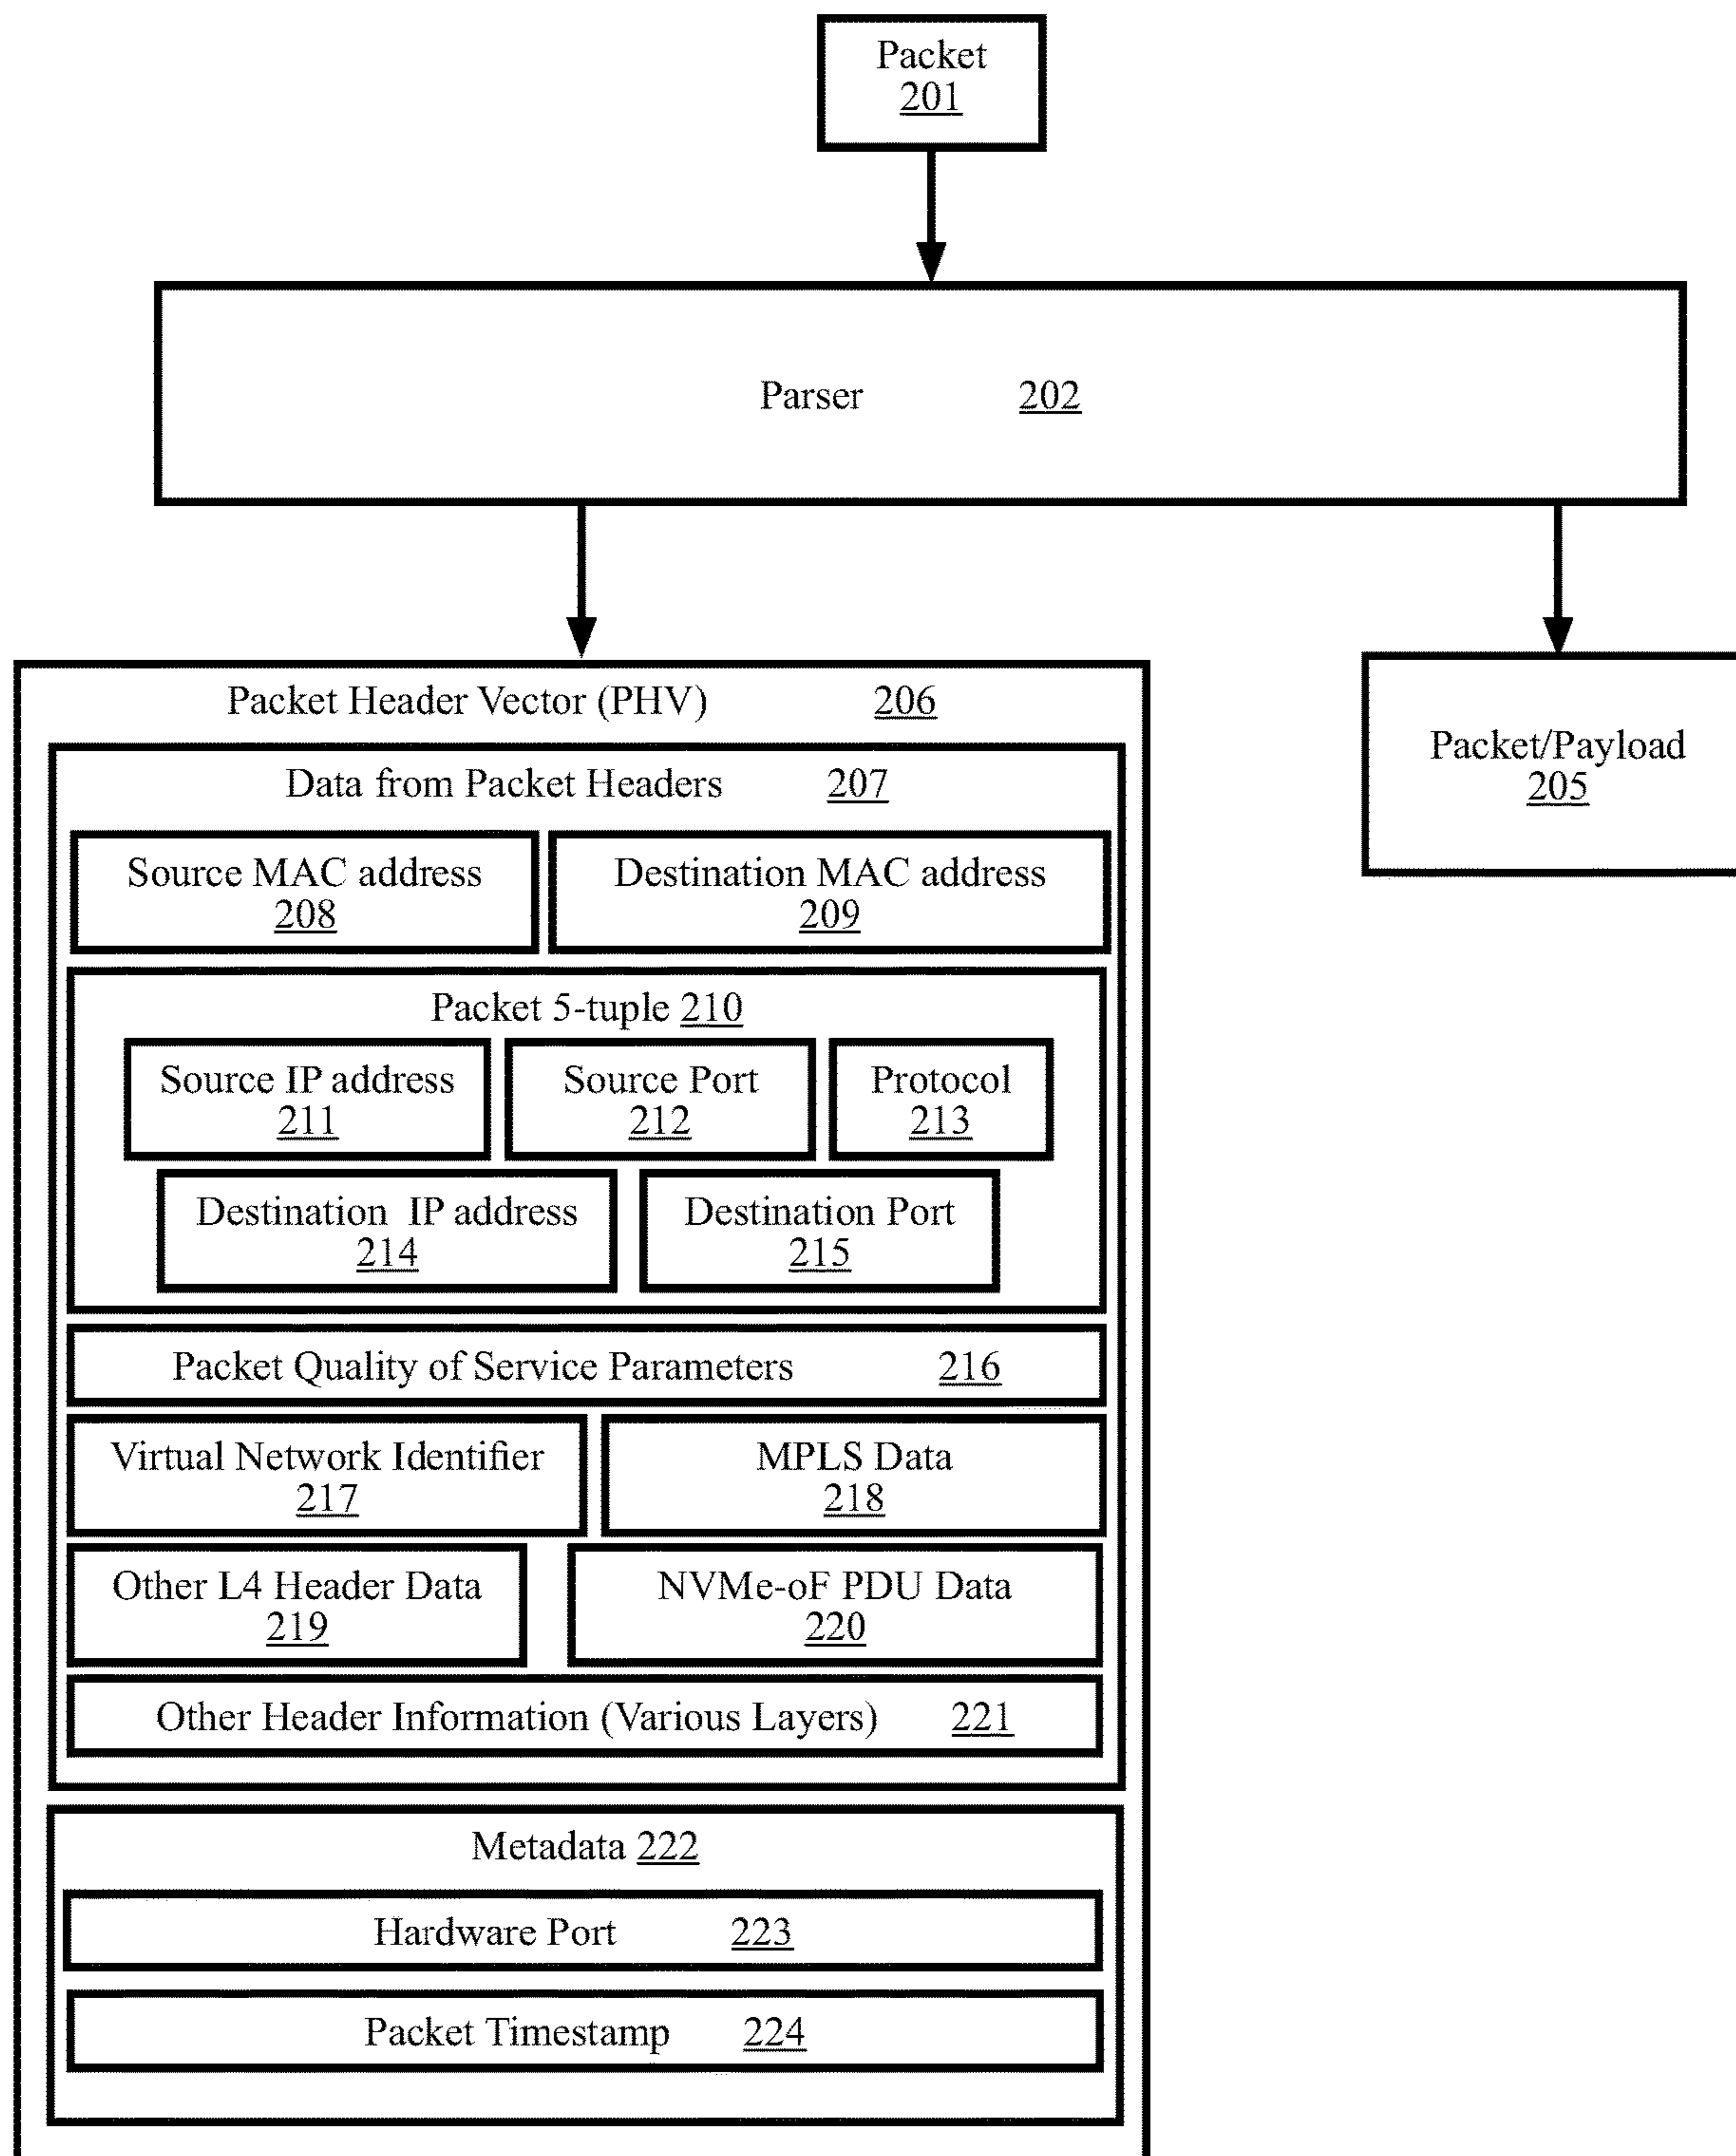 Packet
201
Parser 202
Packet Header Vector (PHV) 206
Data from Packet Headers 207
Source MAC address
208
Destination MAC address
209
Packet 5-tuple 210
Source IP address
211
Source Port
212
Protocol
213
Destination IP address
214
Destination Port
215
Packet Quality of Service Parameters 216
Virtual Network Identifier
217
MPLS Data
218
Other L4 Header Data
219
NVMe-oF PDU Data
220
Other Header Information (Various Layers) 221
Metadata 222
Hardware Port 223
Packet Timestamp 224
Packet/Payload
205